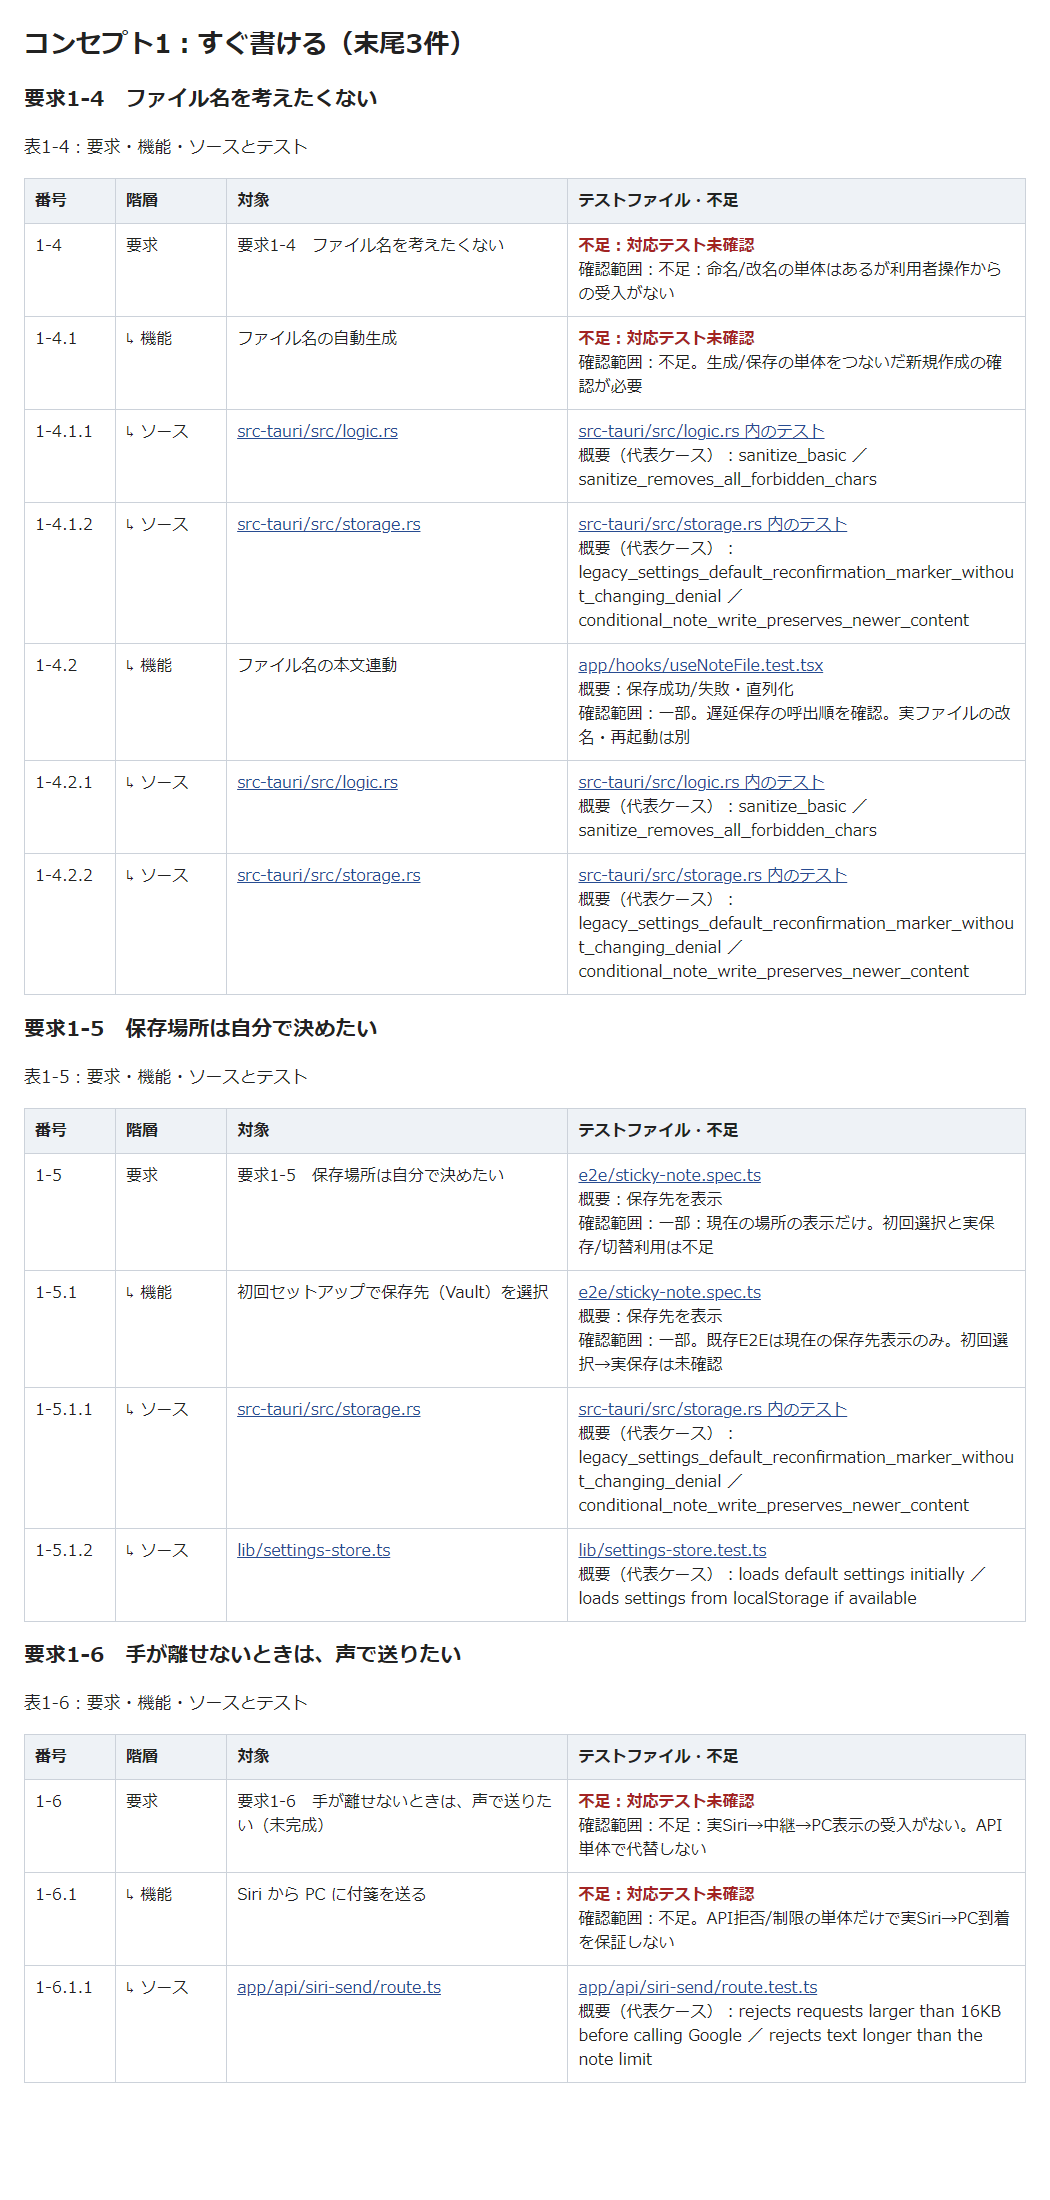 コンセプト1：すぐ書ける（末尾3件）
要求1-4　ファイル名を考えたくない
表1-4：要求・機能・ソースとテスト
番号 階層 対象 テストファイル・不足
1-4 要求 要求1-4　ファイル名を考えたくない 不足：対応テスト未確認
確認範囲：不足：命名/改名の単体はあるが利用者操作から
の受入がない
1-4.1 ↳ 機能 ファイル名の自動生成 不足：対応テスト未確認
確認範囲：不足。生成/保存の単体をつないだ新規作成の確
認が必要
1-4.1.1 ↳ ソース src-tauri/src/logic.rs src-tauri/src/logic.rs 内のテスト
概要（代表ケース）：sanitize_basic ／
sanitize_removes_all_forbidden_chars
1-4.1.2 ↳ ソース src-tauri/src/storage.rs src-tauri/src/storage.rs 内のテスト
概要（代表ケース）：
legacy_settings_default_reconfirmation_marker_withou
t_changing_denial ／
conditional_note_write_preserves_newer_content
1-4.2 ↳ 機能 ファイル名の本文連動 app/hooks/useNoteFile.test.tsx
概要：保存成功/失敗・直列化
確認範囲：一部。遅延保存の呼出順を確認。実ファイルの改
名・再起動は別
1-4.2.1 ↳ ソース src-tauri/src/logic.rs src-tauri/src/logic.rs 内のテスト
概要（代表ケース）：sanitize_basic ／
sanitize_removes_all_forbidden_chars
1-4.2.2 ↳ ソース src-tauri/src/storage.rs src-tauri/src/storage.rs 内のテスト
概要（代表ケース）：
legacy_settings_default_reconfirmation_marker_withou
t_changing_denial ／
conditional_note_write_preserves_newer_content
要求1-5　保存場所は自分で決めたい
表1-5：要求・機能・ソースとテスト
番号 階層 対象 テストファイル・不足
1-5 要求 要求1-5　保存場所は自分で決めたい e2e/sticky-note.spec.ts
概要：保存先を表示
確認範囲：一部：現在の場所の表示だけ。初回選択と実保
存/切替利用は不足
1-5.1 ↳ 機能 初回セットアップで保存先（Vault）を選択 e2e/sticky-note.spec.ts
概要：保存先を表示
確認範囲：一部。既存E2Eは現在の保存先表示のみ。初回選
択→実保存は未確認
1-5.1.1 ↳ ソース src-tauri/src/storage.rs src-tauri/src/storage.rs 内のテスト
概要（代表ケース）：
legacy_settings_default_reconfirmation_marker_withou
t_changing_denial ／
conditional_note_write_preserves_newer_content
1-5.1.2 ↳ ソース lib/settings-store.ts lib/settings-store.test.ts
概要（代表ケース）：loads default settings initially ／
loads settings from localStorage if available
要求1-6　手が離せないときは、声で送りたい
表1-6：要求・機能・ソースとテスト
番号 階層 対象 テストファイル・不足
1-6 要求 要求1-6　手が離せないときは、声で送りた 不足：対応テスト未確認
い（未完成） 確認範囲：不足：実Siri→中継→PC表示の受入がない。API
単体で代替しない
1-6.1 ↳ 機能 Siri から PC に付箋を送る 不足：対応テスト未確認
確認範囲：不足。API拒否/制限の単体だけで実Siri→PC到着
を保証しない
1-6.1.1 ↳ ソース app/api/siri-send/route.ts app/api/siri-send/route.test.ts
概要（代表ケース）：rejects requests larger than 16KB
before calling Google ／ rejects text longer than the
note limit